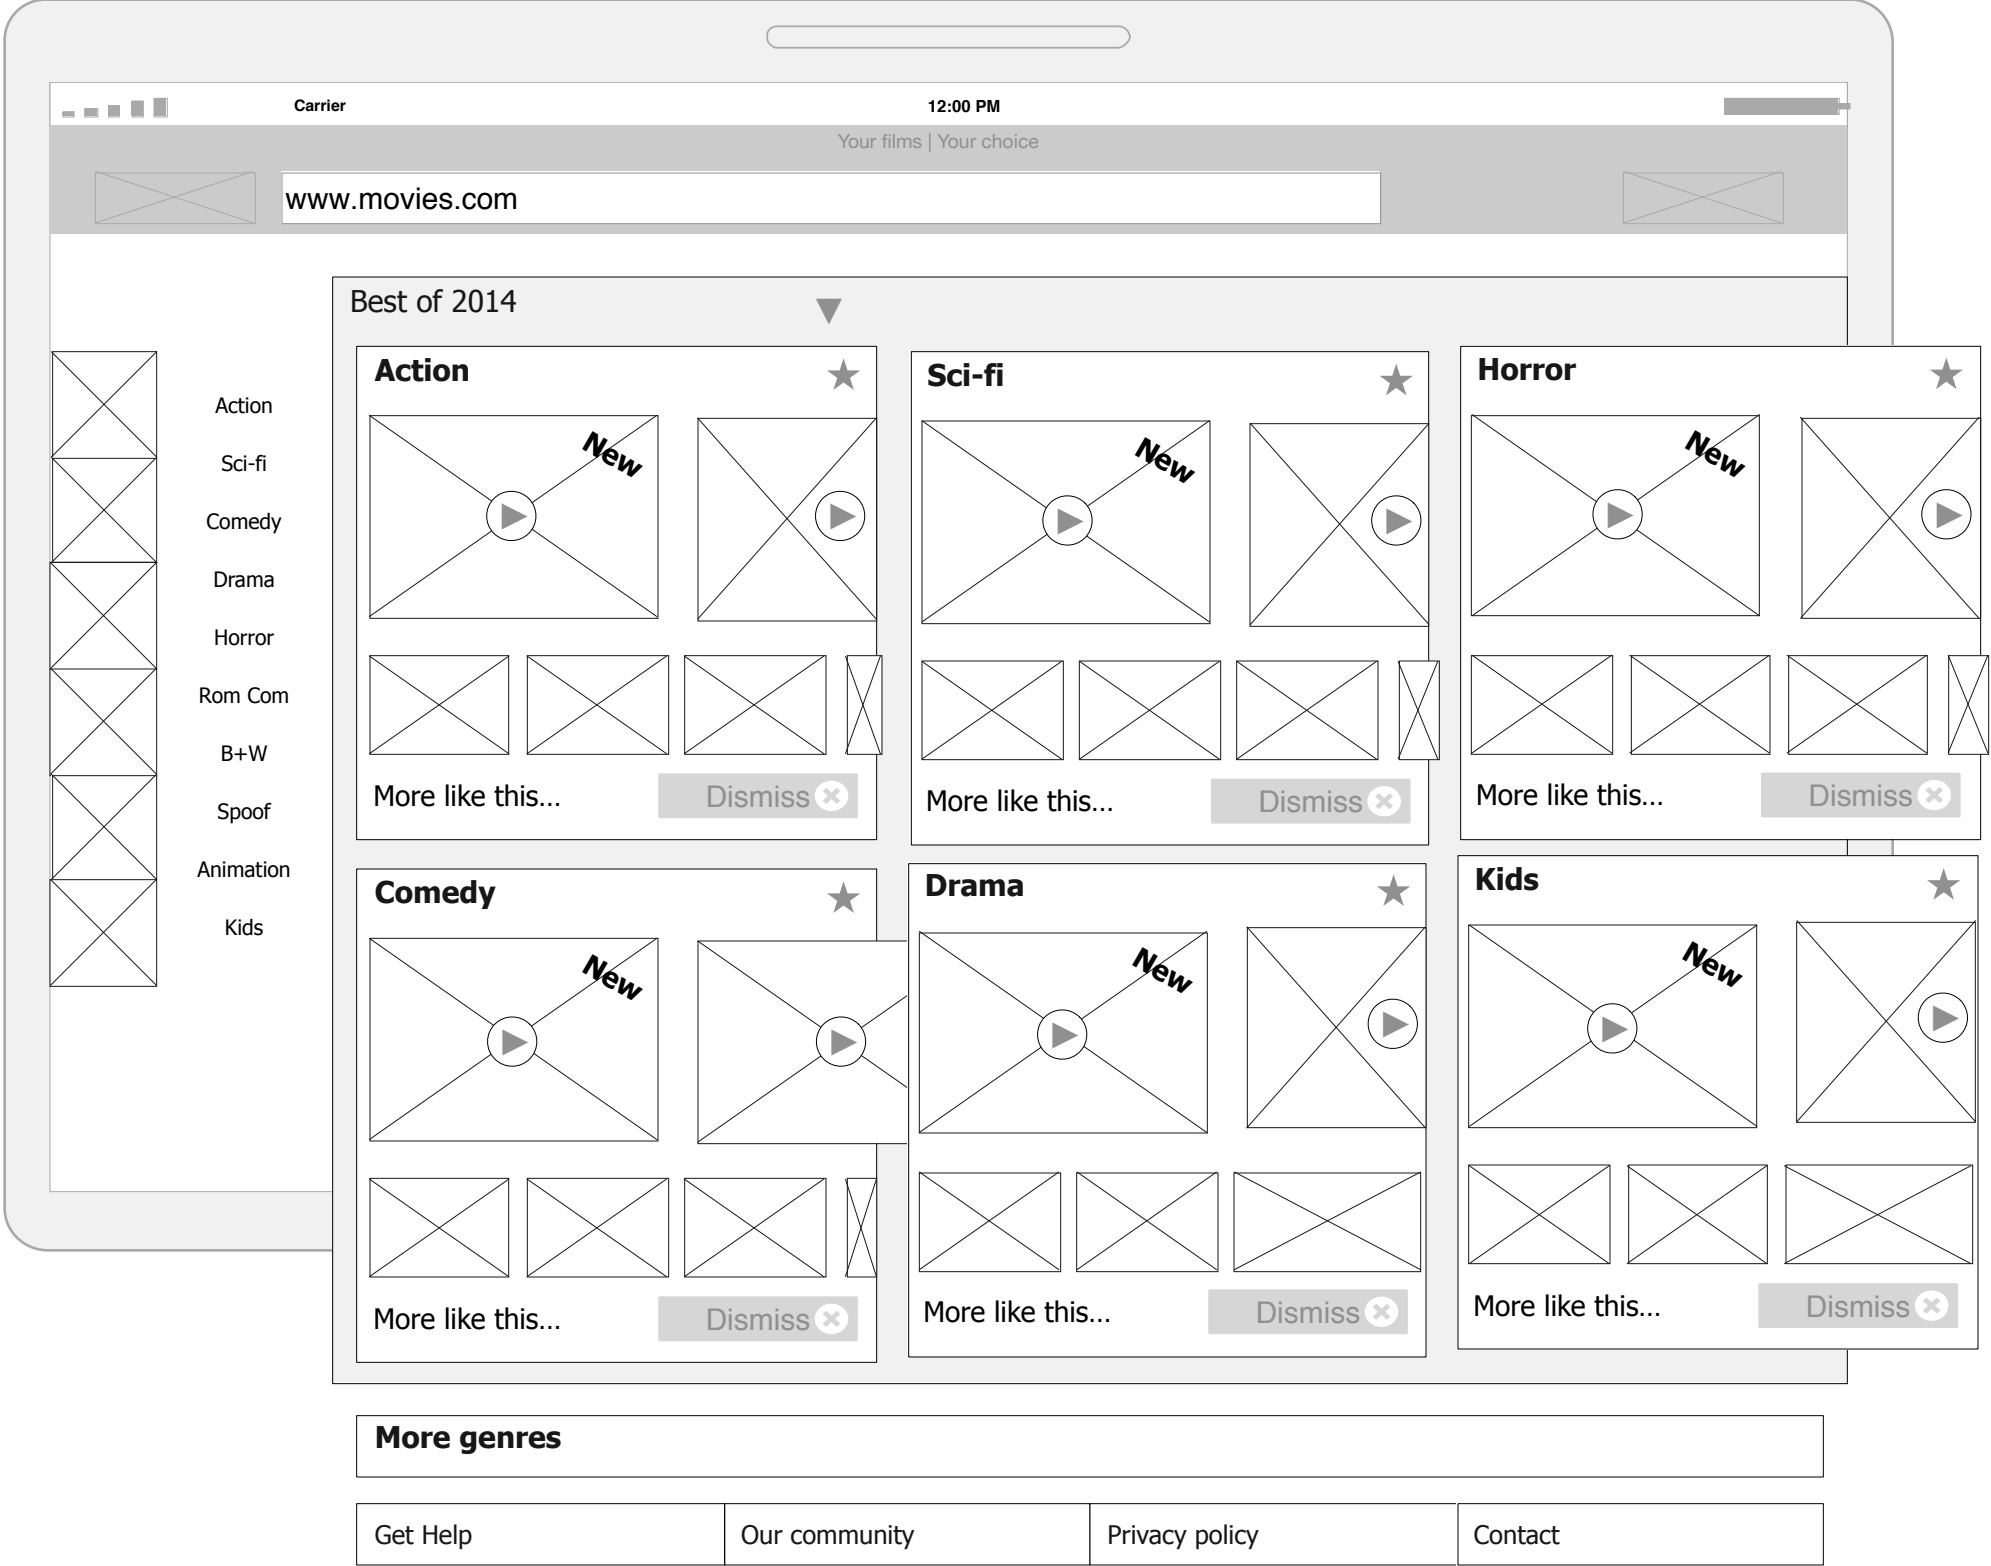 Carrier
12:00 PM
Your films | Your choice
www.movies.com
Best of 2014
Action
Sci-fi
Comedy
Drama
Horror
Rom Com
B+W
Spoof
Animation
Kids
Action
New
More like this...
Dismiss
Sci-fi
New
More like this...
Dismiss
Horror
New
More like this...
Dismiss
Comedy
New
More like this...
Dismiss
Drama
New
More like this...
Dismiss
Kids
New
More like this...
Dismiss
More genres
Get Help
Our community
Privacy policy
Contact